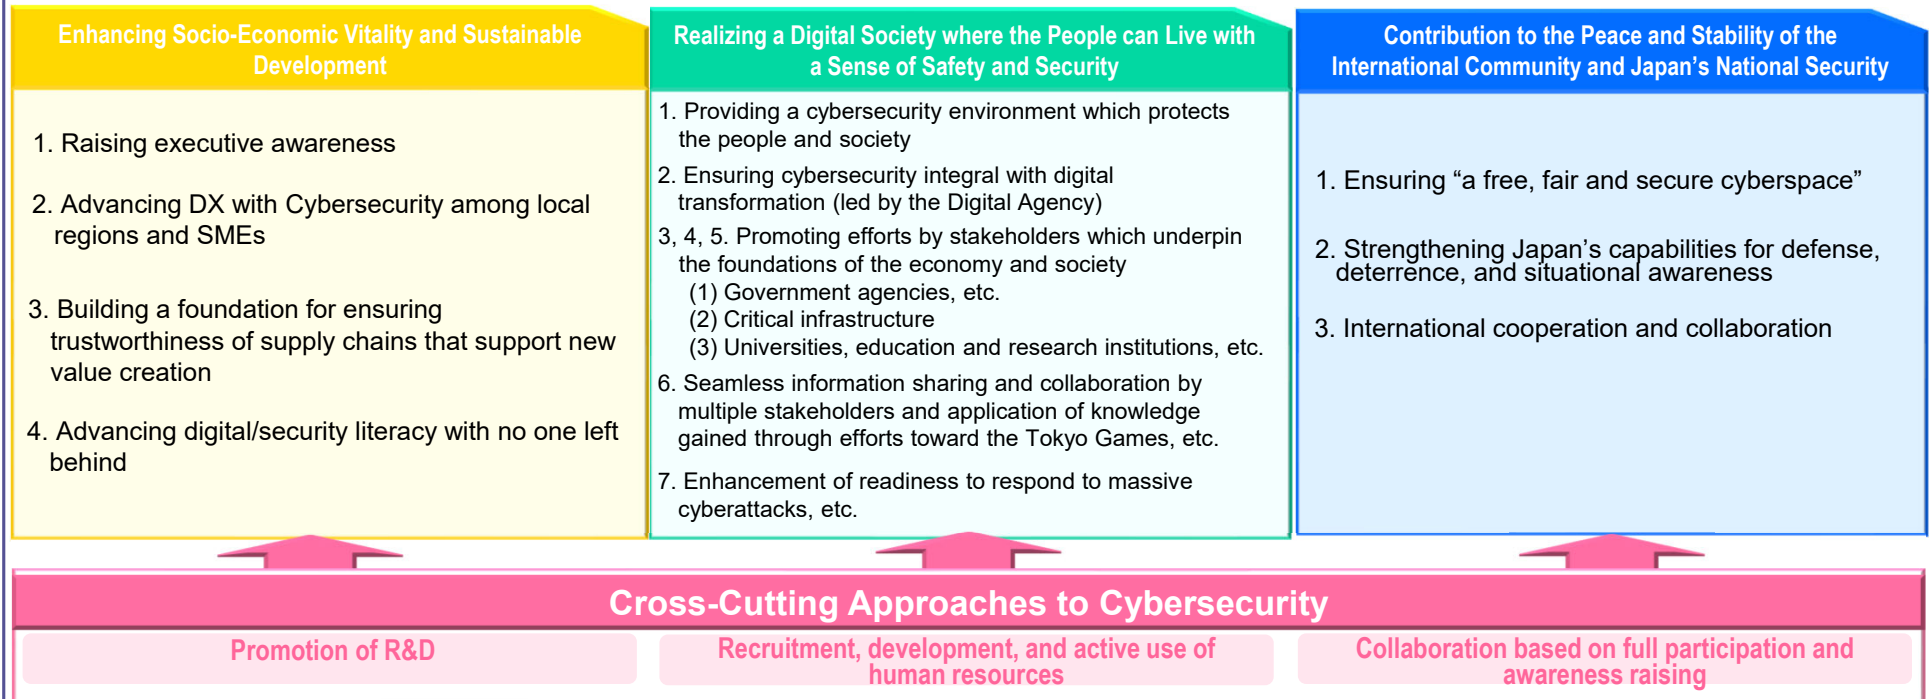 Enhancing Socio-Economic Vitality and Sustainable
Development
1. Raising executive awareness
2. Advancing DX with Cybersecurity among local
regions and SMEs
3. Building a foundation for ensuring
trustworthiness of supply chains that support new
value creation
4. Advancing digital/security literacy with no one left
behind
Realizing a Digital Society where the People can Live with
a Sense of Safety and Security
1. Providing a cybersecurity environment which protects
the people and society
2. Ensuring cybersecurity integral with digital
transformation (led by the Digital Agency)
3, 4, 5. Promoting efforts by stakeholders which underpin
the foundations of the economy and society
(1) Government agencies, etc.
(2) Critical infrastructure
(3) Universities, education and research institutions, etc.
6. Seamless information sharing and collaboration by
multiple stakeholders and application of knowledge
gained through efforts toward the Tokyo Games, etc.
7. Enhancement of readiness to respond to massive
cyberattacks, etc.
Contribution to the Peace and Stability of the
International Community and Japan’s National Security
1. Ensuring “a free, fair and secure cyberspace”
2. Strengthening Japan’s capabilities for defense,
deterrence, and situational awareness
3. International cooperation and collaboration
Cross-Cutting Approaches to Cybersecurity
Promotion of R&D
Recruitment, development, and active use of
human resources
Collaboration based on full participation and
awareness raising